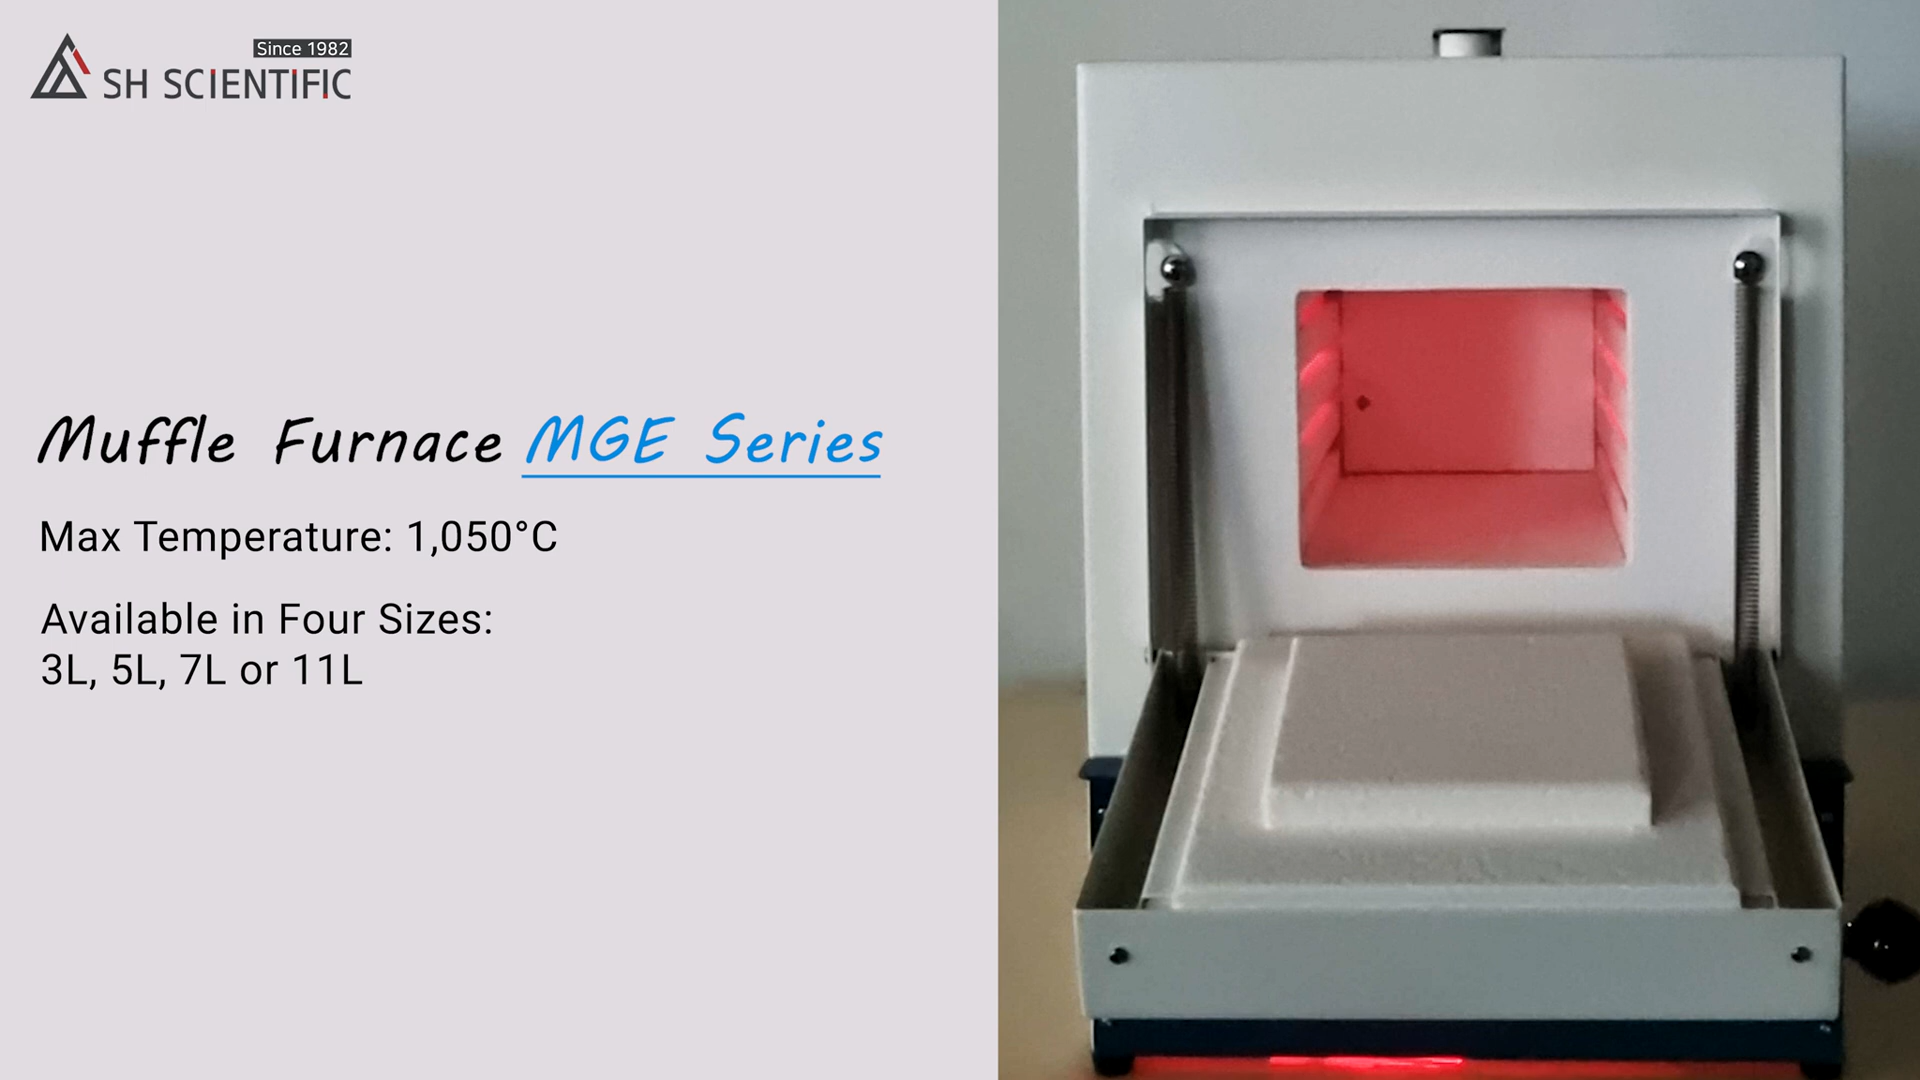 Since 1982
SH SCIENTIFIC
Muffle Furnace MGE Series
Max Temperature: 1,050°C
Available in Four Sizes:
3L, 5L, 7L or 11L